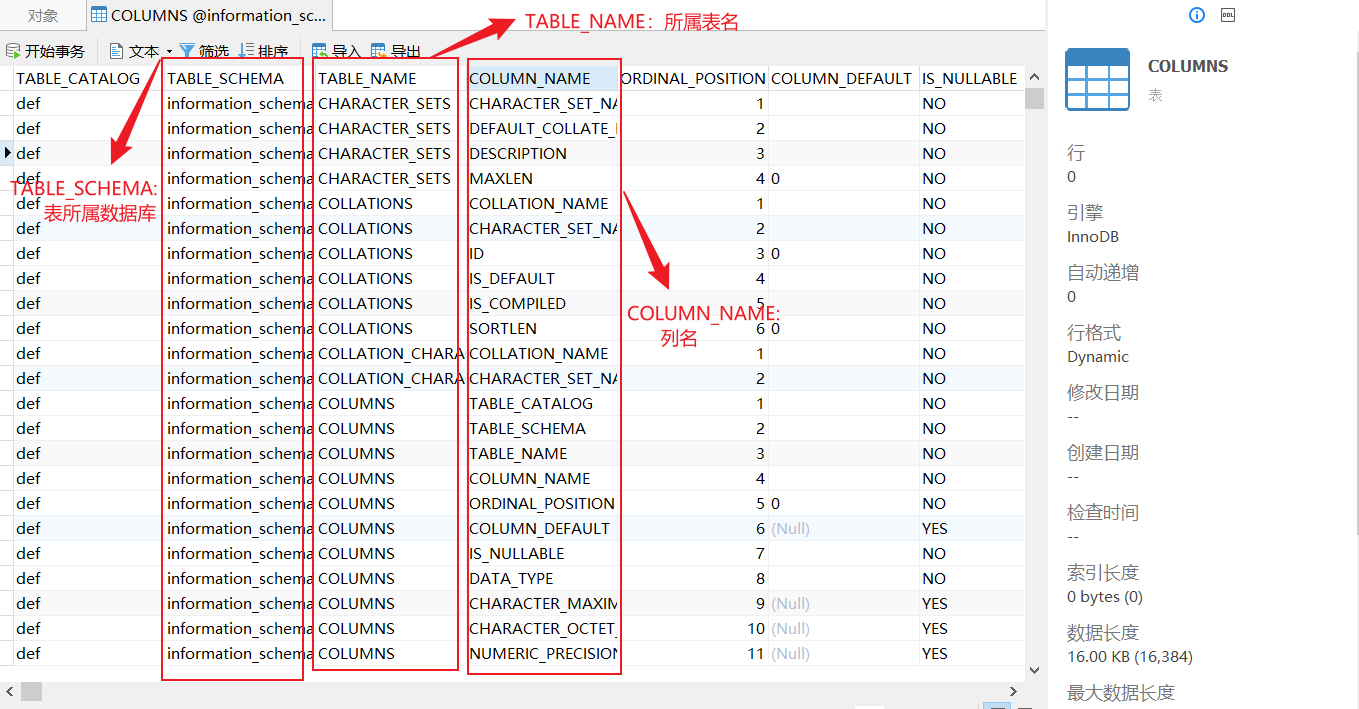 对象
COLUMNS @information_sc...
TABLE_NAME：所属表名
开始事务 文本 筛选 排序 导入 导出
TABLE_CATALOG TABLE_SCHEMA TABLE_NAME COLUMN_NAME ORDINAL_POSITION COLUMN_DEFAULT IS_NULLABLE
def information_schema CHARACTER_SETS CHARACTER_SET_NA 1 NO
def information_schema CHARACTER_SETS DEFAULT_COLLATE_ 2 NO
def information_schema CHARACTER_SETS DESCRIPTION 3 NO
def information_schema CHARACTER_SETS MAXLEN 4 0 NO
def information_schema COLLATIONS COLLATION_NAME 1 NO
def information_schema COLLATIONS CHARACTER_SET_NA 2 NO
def information_schema COLLATIONS ID 3 0 NO
def information_schema COLLATIONS IS_DEFAULT 4 NO
def information_schema COLLATIONS IS_COMPILED 5 NO
def information_schema COLLATIONS SORTLEN 6 0 NO
def information_schema COLLATION_CHARA COLLATION_NAME 1 NO
def information_schema COLLATION_CHARA CHARACTER_SET_NA 2 NO
def information_schema COLUMNS TABLE_CATALOG 1 NO
def information_schema COLUMNS TABLE_SCHEMA 2 NO
def information_schema COLUMNS TABLE_NAME 3 NO
def information_schema COLUMNS COLUMN_NAME 4 NO
def information_schema COLUMNS ORDINAL_POSITION 5 0 NO
def information_schema COLUMNS COLUMN_DEFAULT 6 (Null) YES
def information_schema COLUMNS IS_NULLABLE 7 NO
def information_schema COLUMNS DATA_TYPE 8 NO
def information_schema COLUMNS CHARACTER_MAXIM 9 (Null) YES
def information_schema COLUMNS CHARACTER_OCTET_ 10 (Null) YES
def information_schema COLUMNS NUMERIC_PRECISION 11 (Null) YES
TABLE_SCHEMA:
表所属数据库
COLUMN_NAME:
列名
DDL
COLUMNS
表
行
0
引擎
InnoDB
自动递增
0
行格式
Dynamic
修改日期
--
创建日期
--
检查时间
--
索引长度
0 bytes (0)
数据长度
16.00 KB (16,384)
最大数据长度